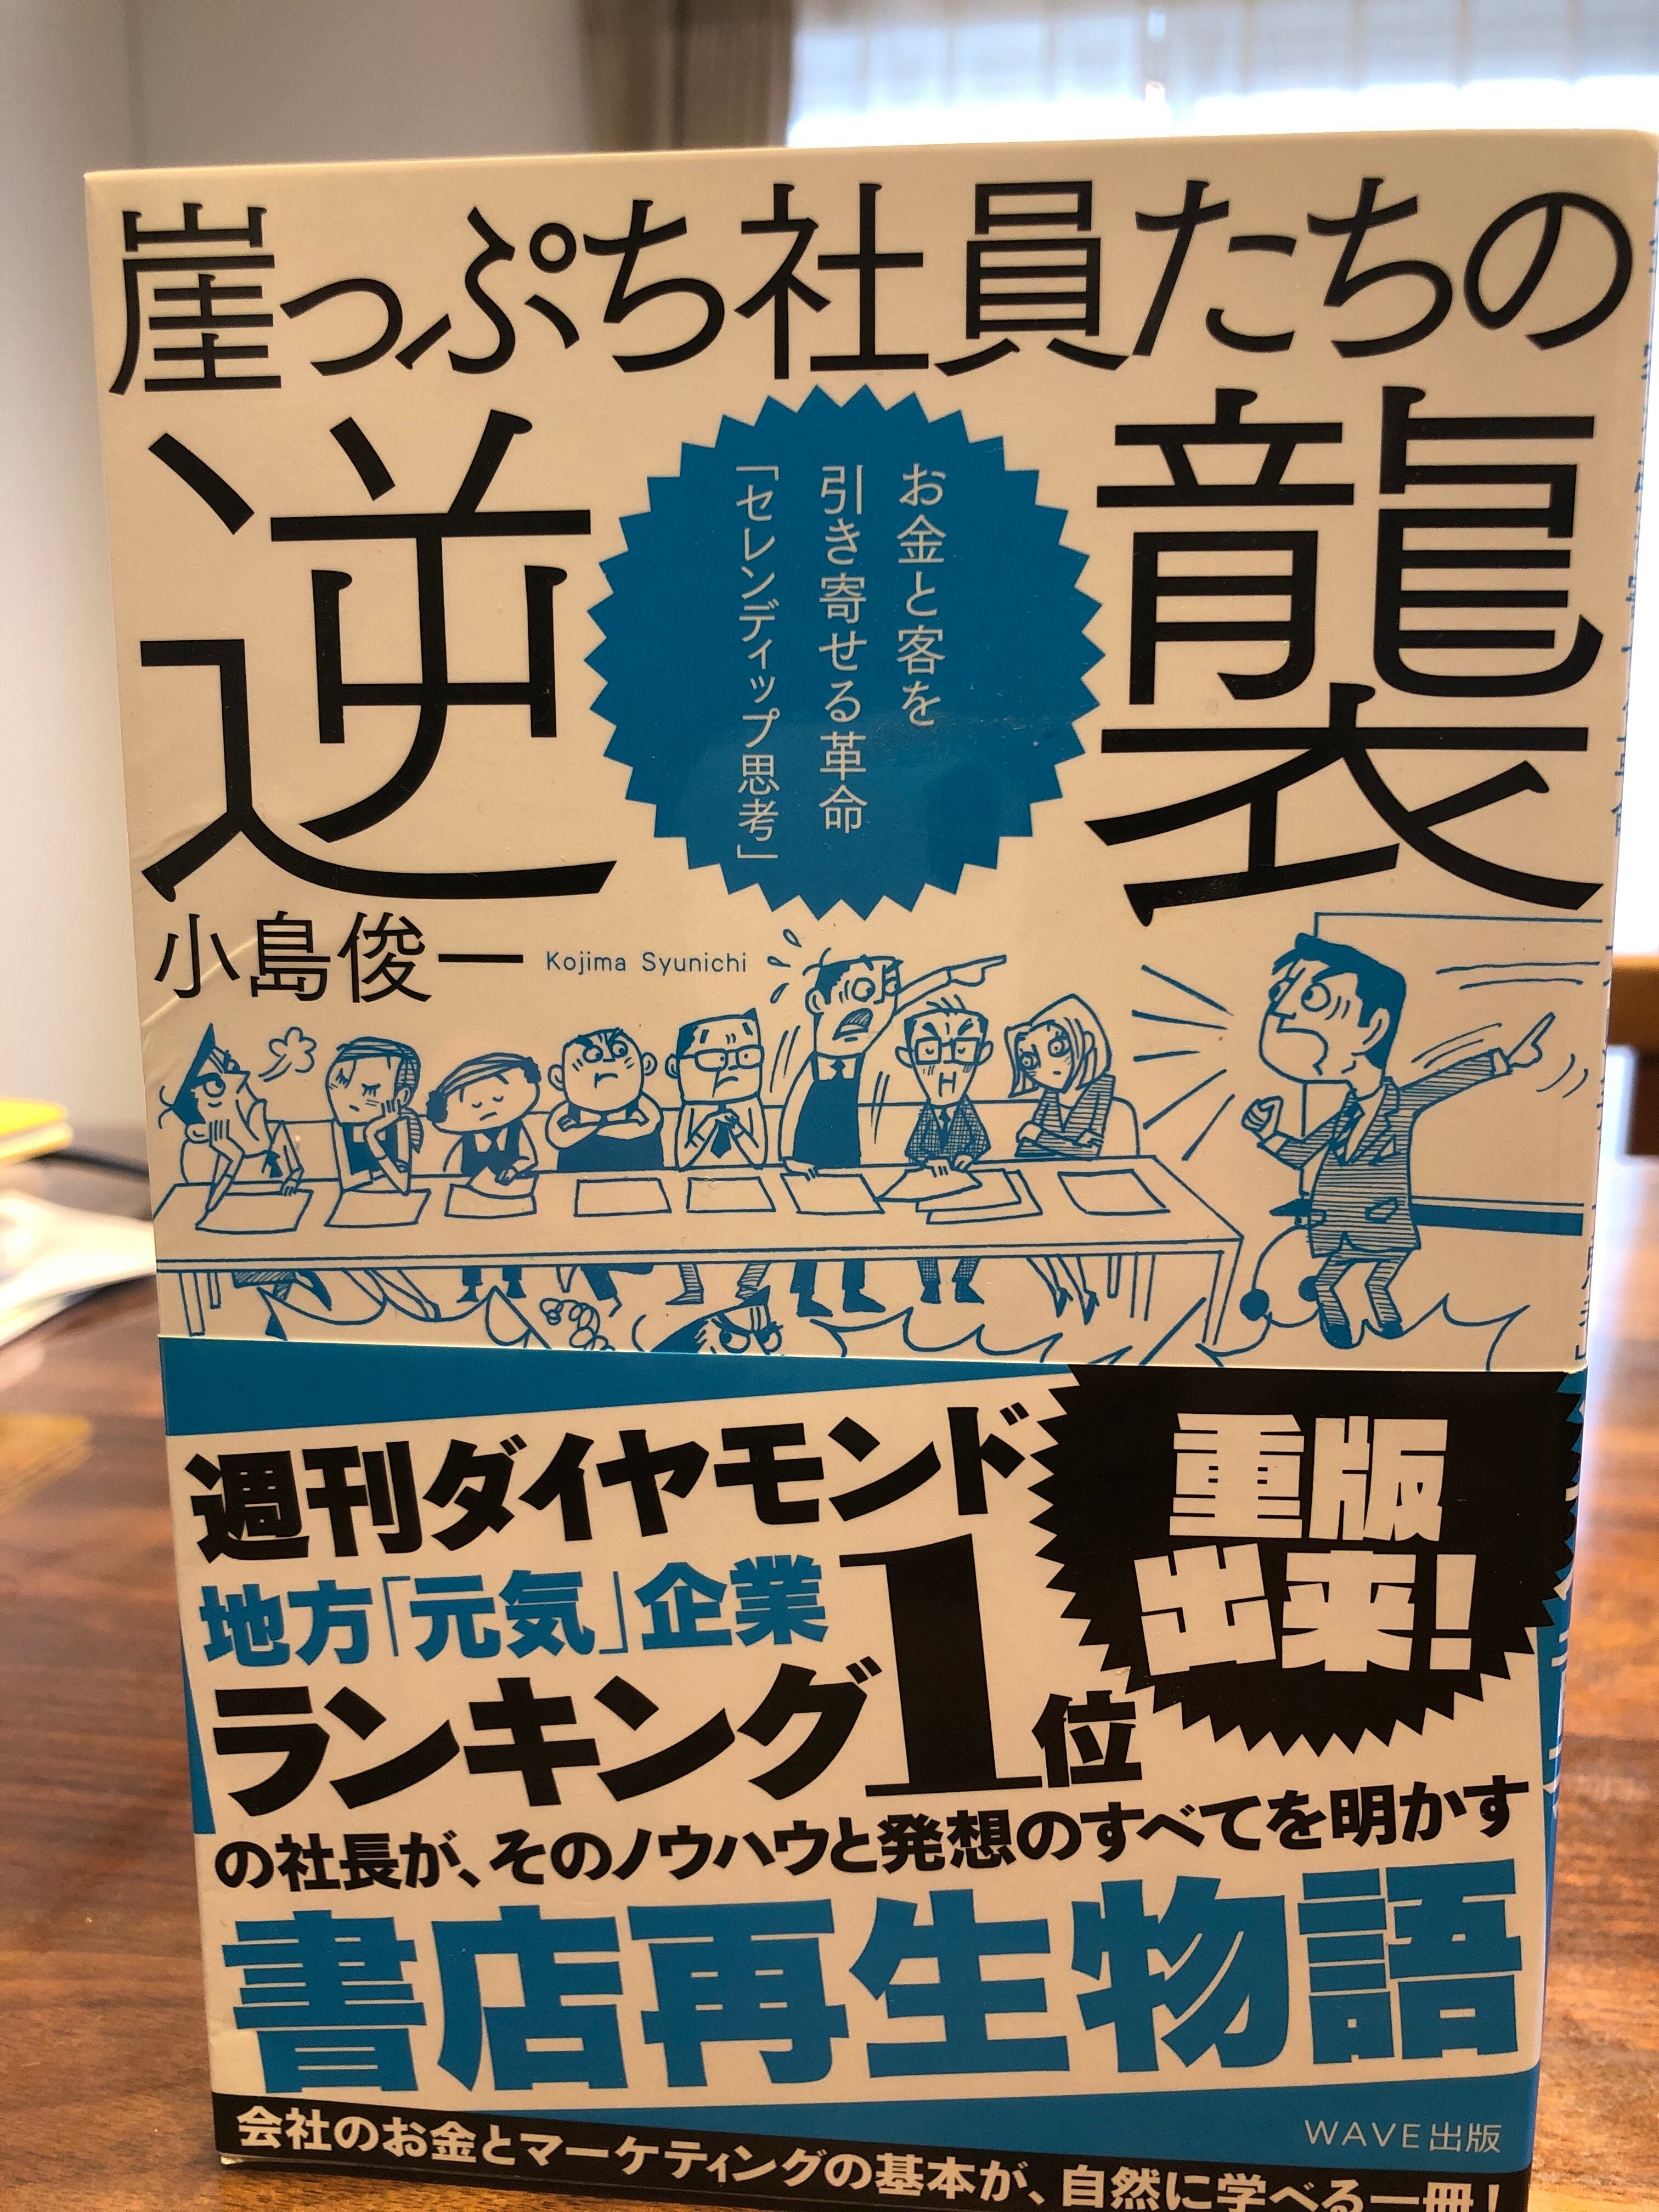 崖っぷち社員たちの
逆襲
お金と客を
引き寄せる革命
「セレンディップ思考」
小島俊一 Kojima Syunichi
週刊ダイヤモンド
地方「元気」企業
ランキング1位
重版
出来!
の社長が、そのノウハウと発想のすべてを明かす
書店再生物語
WAVE出版
会社のお金とマーケティングの基本が、自然に学べる一冊!